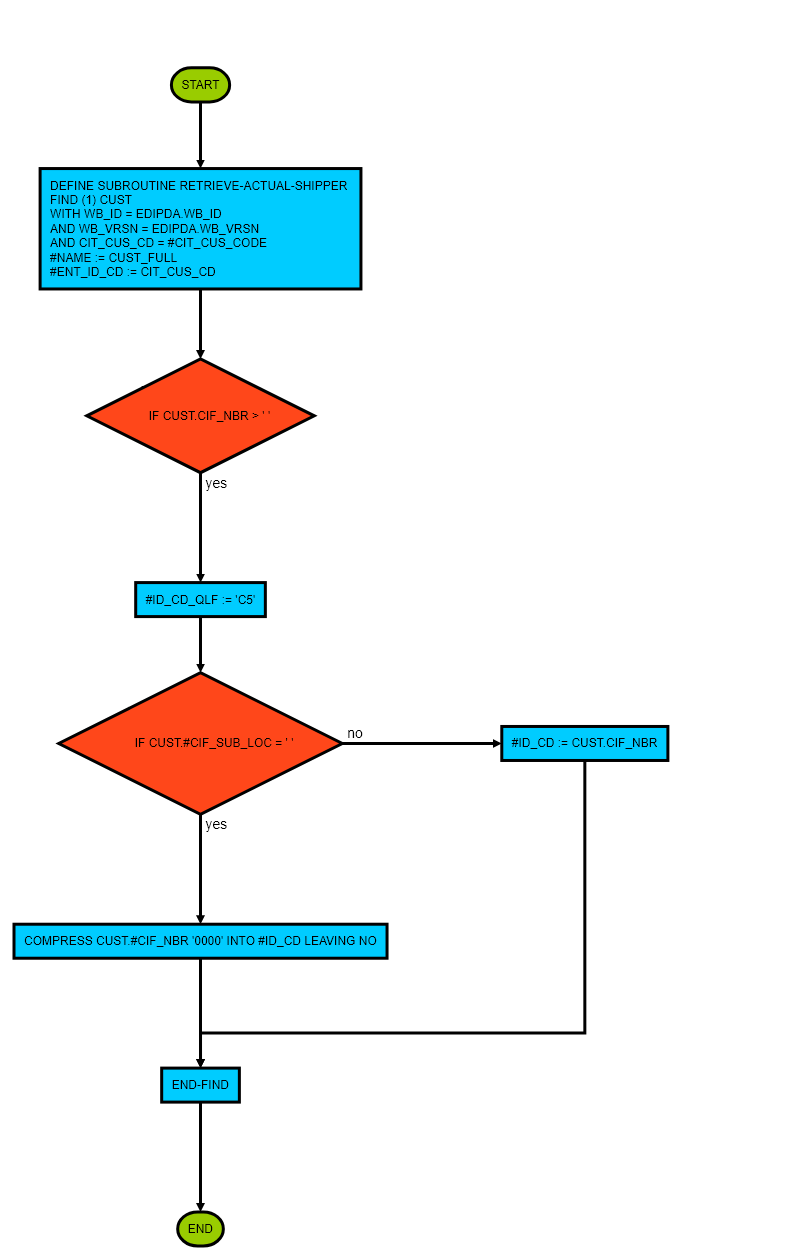 START
DEFINE SUBROUTINE RETRIEVE-ACTUAL-SHIPPER
FIND (1) CUST
WITH WB_ID = EDIPDA.WB_ID
AND WB_VRSN = EDIPDA.WB_VRSN
AND CIT_CUS_CD = #CIT_CUS_CODE
#NAME := CUST_FULL
#ENT_ID_CD := CIT_CUS_CD
IF CUST.CIF_NBR > ' '
yes
#ID_CD_QLF := 'C5'
IF CUST.#CIF_SUB_LOC = ' '
no
#ID_CD := CUST.CIF_NBR
yes
COMPRESS CUST.#CIF_NBR '0000' INTO #ID_CD LEAVING NO
END-FIND
END